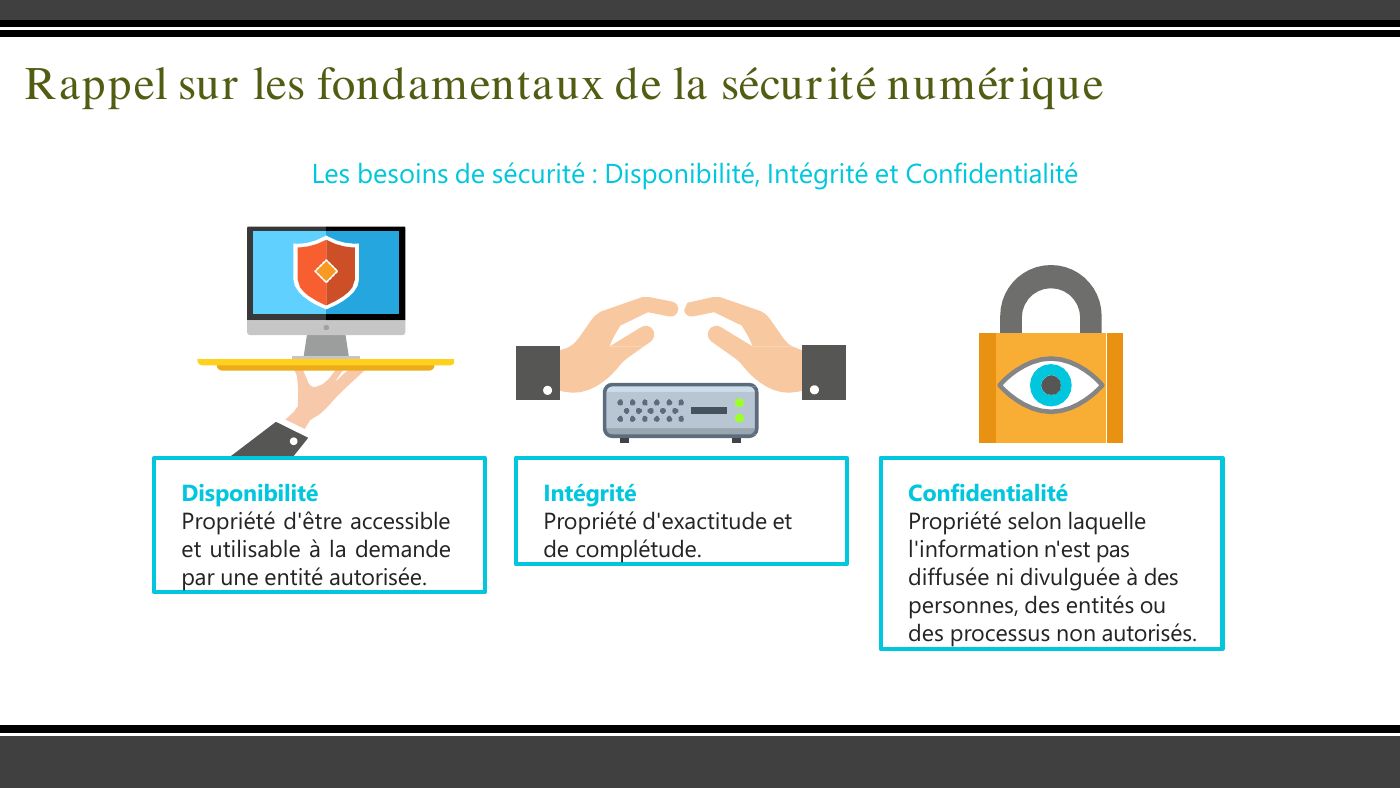 Rappel sur les fondamentaux de la sécurité numérique
Les besoins de sécurité : Disponibilité, Intégrité et Confidentialité
Disponibilité
Propriété d'être accessible
et utilisable à la demande
par une entité autorisée.
Intégrité
Propriété d'exactitude et
de complétude.
Confidentialité
Propriété selon laquelle
l'information n'est pas
diffusée ni divulguée à des
personnes, des entités ou
des processus non autorisés.